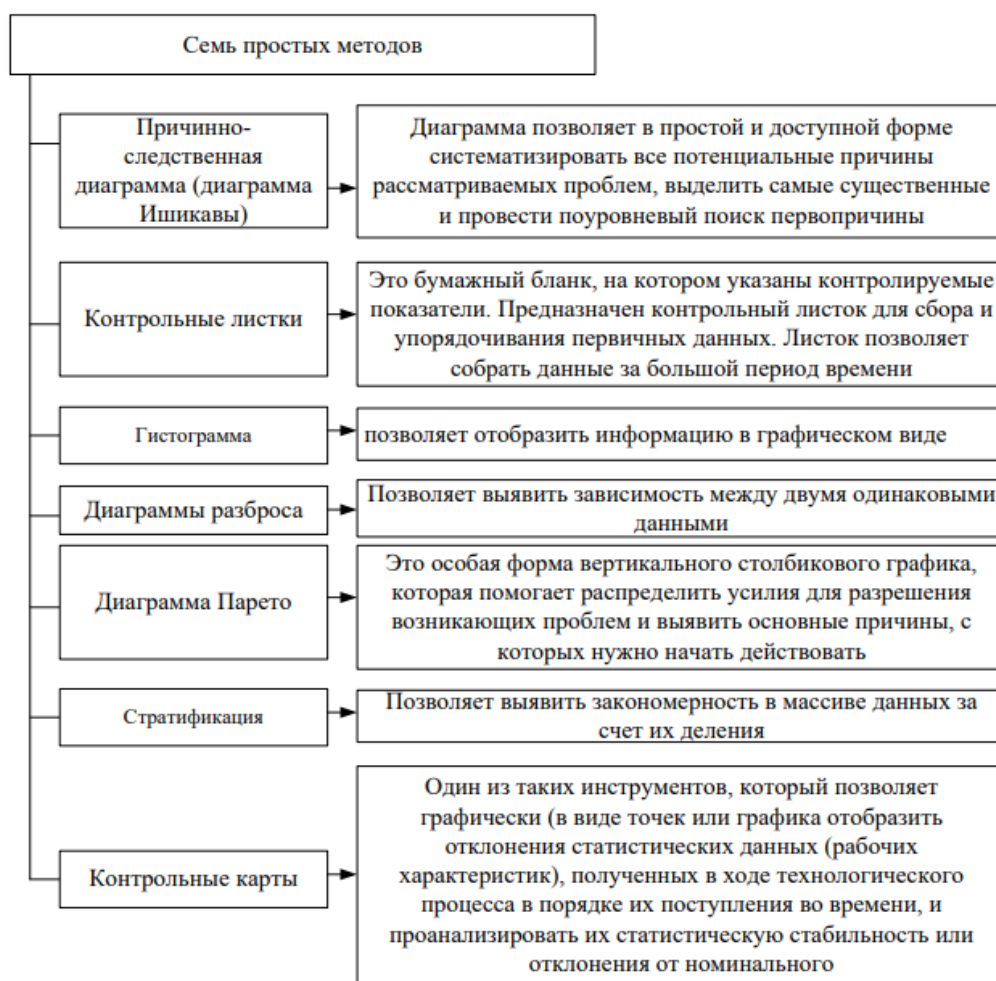 Семь простых методов
Причинно-
следственная
диаграмма (диаграмма
Ишикавы)
Диаграмма позволяет в простой и доступной форме
систематизировать все потенциальные причины
рассматриваемых проблем, выделить самые существенные
и провести поуровневый поиск первопричины
Контрольные листки
Это бумажный бланк, на котором указаны контролируемые
показатели. Предназначен контрольный листок для сбора и
упорядочивания первичных данных. Листок позволяет
собрать данные за большой период времени
Гистограмма
позволяет отобразить информацию в графическом виде
Диаграммы разброса
Позволяет выявить зависимость между двумя одинаковыми
данными
Диаграмма Парето
Это особая форма вертикального столбикового графика,
которая помогает распределить усилия для разрешения
возникающих проблем и выявить основные причины, с
которых нужно начать действовать
Стратификация
Позволяет выявить закономерность в массиве данных за
счет их деления
Контрольные карты
Один из таких инструментов, который позволяет
графически (в виде точек или графика отобразить
отклонения статистических данных (рабочих
характеристик), полученных в ходе технологического
процесса в порядке их поступления во времени, и
проанализировать их статистическую стабильность или
отклонения от номинального